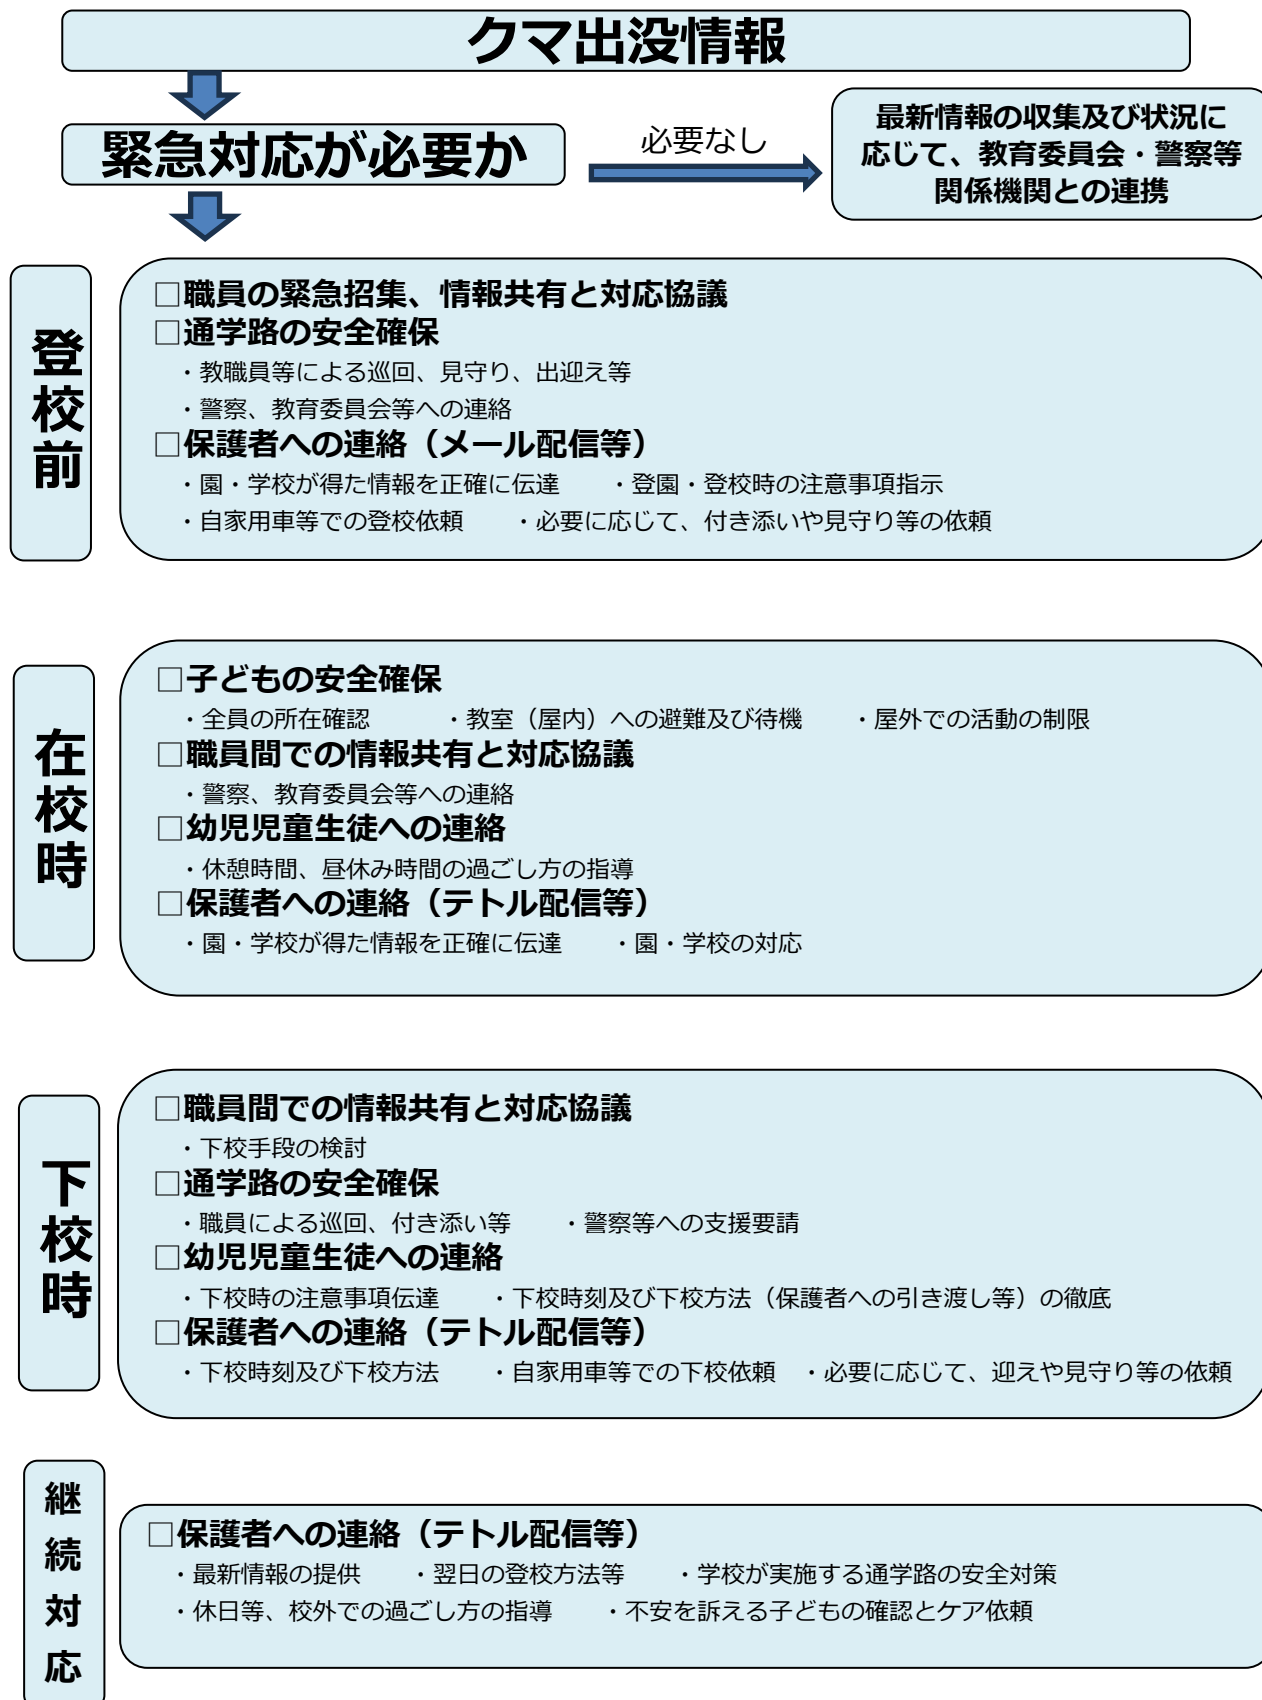 クマ出没情報
緊急対応が必要か
必要なし
最新情報の収集及び状況に
応じて、教育委員会・警察等
関係機関との連携
登校前
□職員の緊急招集、情報共有と対応協議
□通学路の安全確保
・教職員等による巡回、見守り、出迎え等
・警察、教育委員会等への連絡
□保護者への連絡（メール配信等）
・園・学校が得た情報を正確に伝達　・登園・登校時の注意事項指示
・自家用車等での登校依頼　・必要に応じて、付き添いや見守り等の依頼
在校時
□子どもの安全確保
・全員の所在確認　・教室（屋内）への避難及び待機　・屋外での活動の制限
□職員間での情報共有と対応協議
・警察、教育委員会等への連絡
□幼児児童生徒への連絡
・休憩時間、昼休み時間の過ごし方の指導
□保護者への連絡（テトル配信等）
・園・学校が得た情報を正確に伝達　・園・学校の対応
下校時
□職員間での情報共有と対応協議
・下校手段の検討
□通学路の安全確保
・職員による巡回、付き添い等　・警察等への支援要請
□幼児児童生徒への連絡
・下校時の注意事項伝達　・下校時刻及び下校方法（保護者への引き渡し等）の徹底
□保護者への連絡（テトル配信等）
・下校時刻及び下校方法　・自家用車等での下校依頼　・必要に応じて、迎えや見守り等の依頼
継続対応
□保護者への連絡（テトル配信等）
・最新情報の提供　・翌日の登校方法等　・学校が実施する通学路の安全対策
・休日等、校外での過ごし方の指導　・不安を訴える子どもの確認とケア依頼